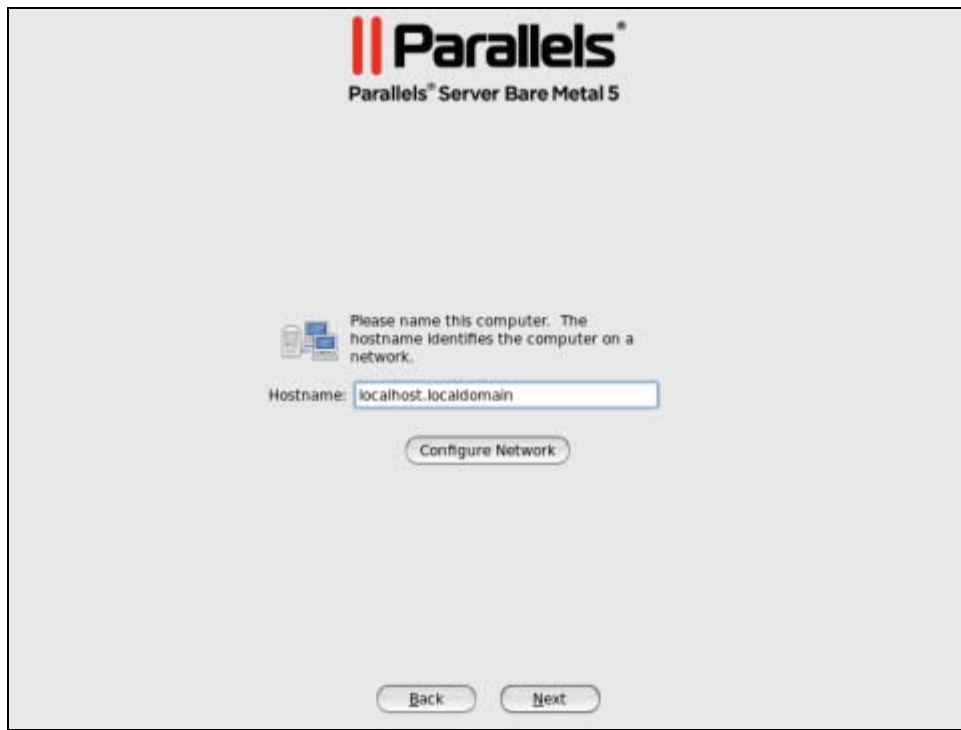 Parallels®
Parallels® Server Bare Metal 5
Please name this computer. The
hostname identifies the computer on a
network.
Hostname: localhost.localdomain
Configure Network
Back Next